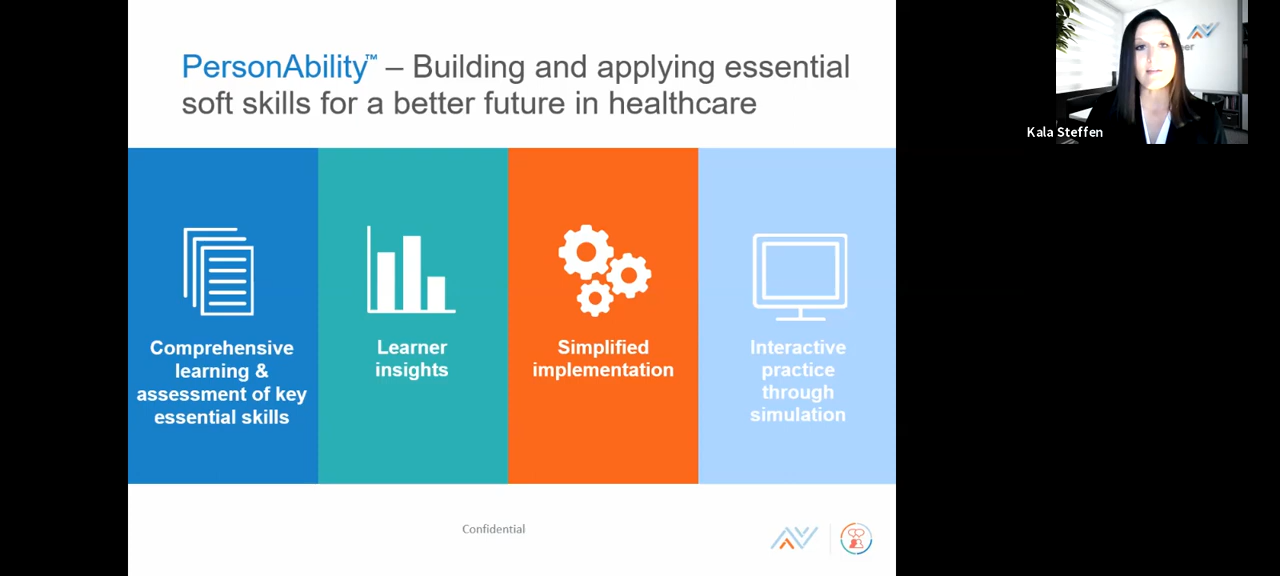 PersonAbility™ – Building and applying essential
soft skills for a better future in healthcare
Kala Steffen
Comprehensive
learning &
assessment of key
essential skills
Learner
insights
Simplified
implementation
Interactive
practice
through
simulation
Confidential